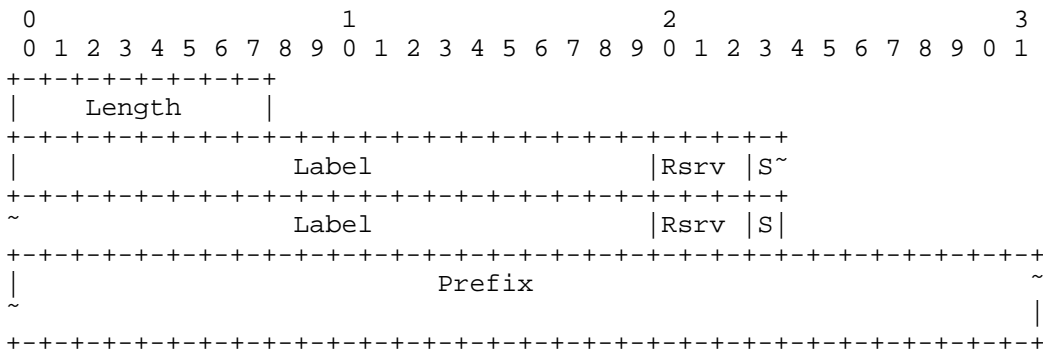 0                   1                   2                   3
 0 1 2 3 4 5 6 7 8 9 0 1 2 3 4 5 6 7 8 9 0 1 2 3 4 5 6 7 8 9 0 1
+-+-+-+-+-+-+-+-+
|    Length     |
+-+-+-+-+-+-+-+-+-+-+-+-+-+-+-+-+-+-+-+-+-+-+-+-+
|                 Label                 |Rsrv |S~
+-+-+-+-+-+-+-+-+-+-+-+-+-+-+-+-+-+-+-+-+-+-+-+-+
~                 Label                 |Rsrv |S|
+-+-+-+-+-+-+-+-+-+-+-+-+-+-+-+-+-+-+-+-+-+-+-+-+-+-+-+-+-+-+-+-+
|                          Prefix                               ~
~                                                               |
+-+-+-+-+-+-+-+-+-+-+-+-+-+-+-+-+-+-+-+-+-+-+-+-+-+-+-+-+-+-+-+-+